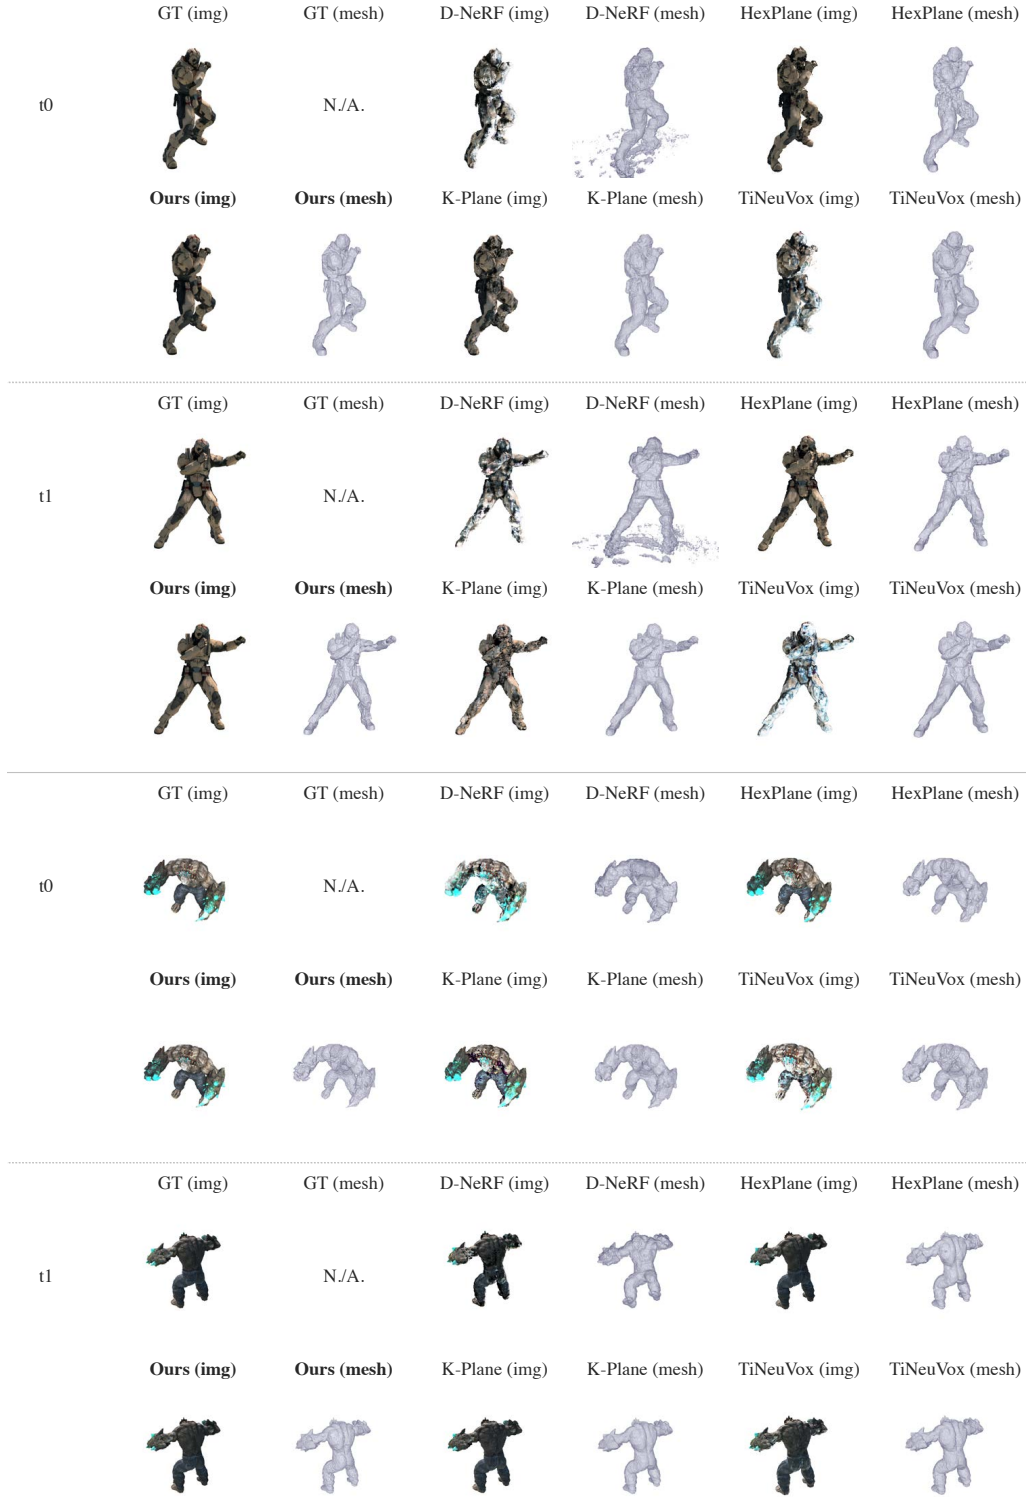 GT (img) GT (mesh) D-NeRF (img) D-NeRF (mesh) HexPlane (img) HexPlane (mesh)
t0 N./A.
Ours (img) Ours (mesh) K-Plane (img) K-Plane (mesh) TiNeuVox (img) TiNeuVox (mesh)
GT (img) GT (mesh) D-NeRF (img) D-NeRF (mesh) HexPlane (img) HexPlane (mesh)
t1 N./A.
Ours (img) Ours (mesh) K-Plane (img) K-Plane (mesh) TiNeuVox (img) TiNeuVox (mesh)
GT (img) GT (mesh) D-NeRF (img) D-NeRF (mesh) HexPlane (img) HexPlane (mesh)
t0 N./A.
Ours (img) Ours (mesh) K-Plane (img) K-Plane (mesh) TiNeuVox (img) TiNeuVox (mesh)
GT (img) GT (mesh) D-NeRF (img) D-NeRF (mesh) HexPlane (img) HexPlane (mesh)
t1 N./A.
Ours (img) Ours (mesh) K-Plane (img) K-Plane (mesh) TiNeuVox (img) TiNeuVox (mesh)